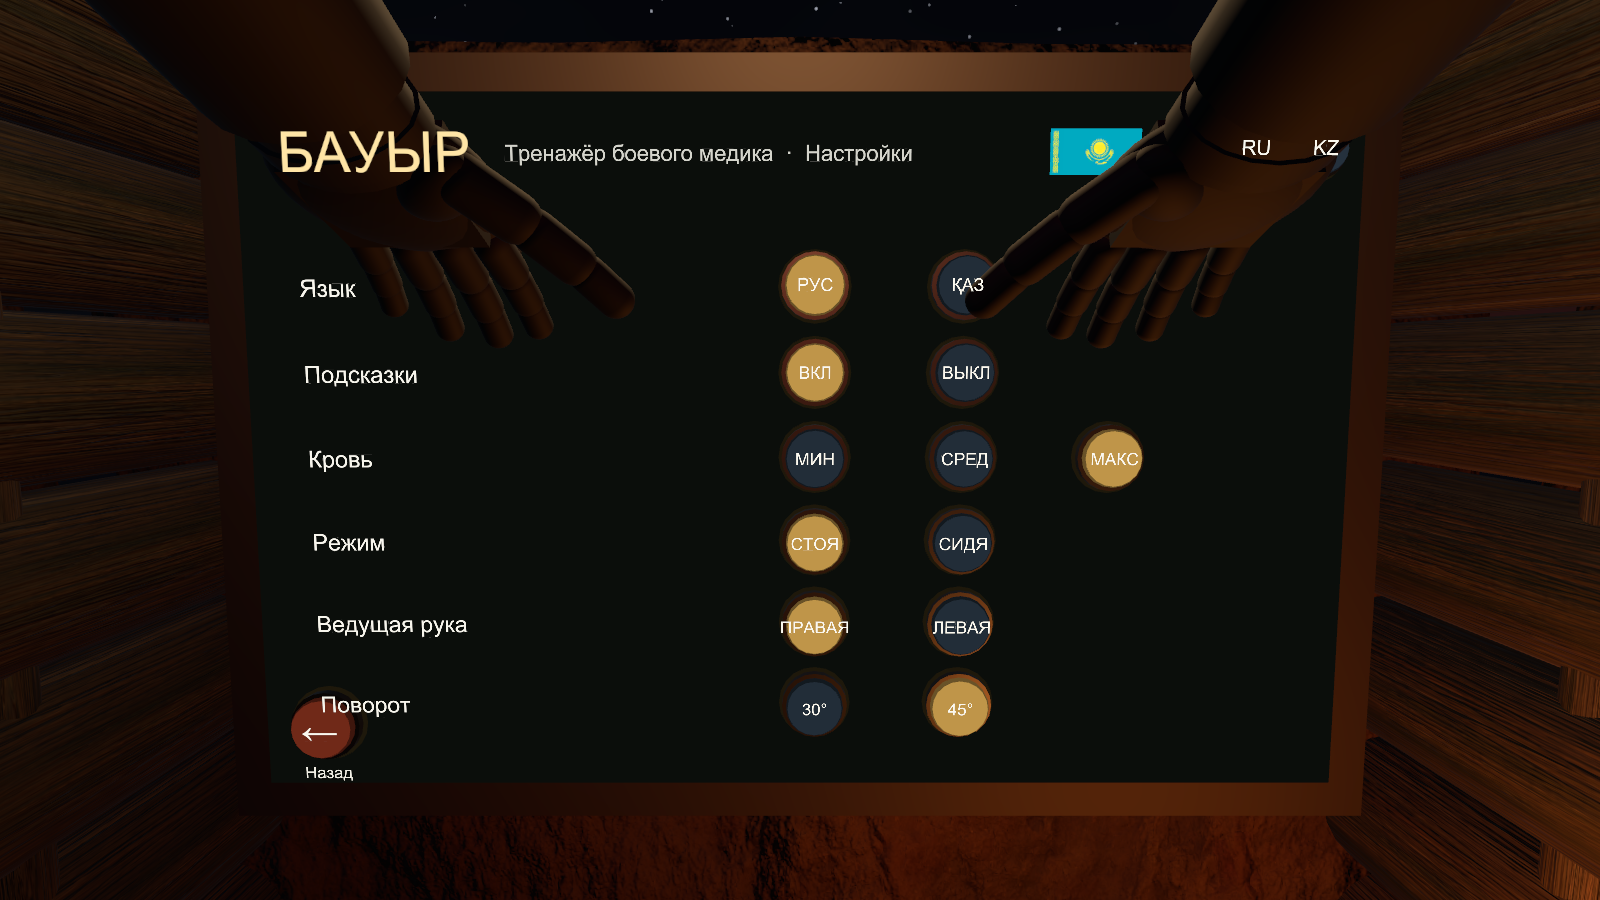 БАУЫР Тренажёр боевого медика · Настройки RU KZ
Язык РУС ҚАЗ
Подсказки ВКЛ ВЫКЛ
Кровь МИН СРЕД МАКС
Режим СТОЯ СИДЯ
Ведущая рука ПРАВАЯ ЛЕВАЯ
Поворот 30° 45°
←
Назад